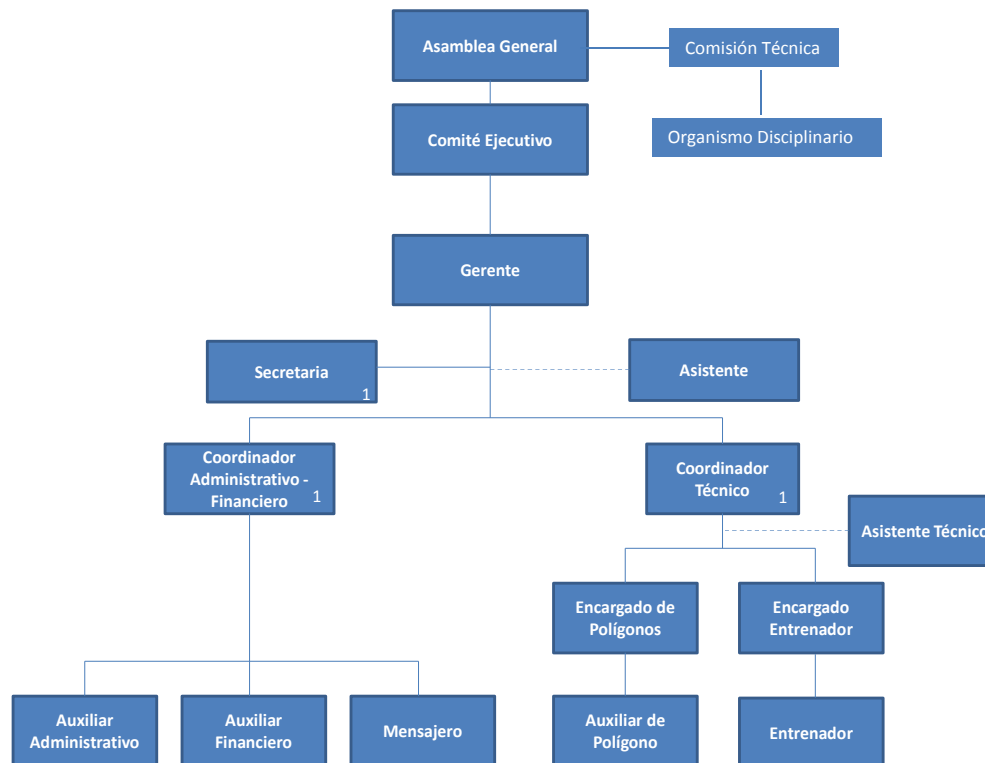 Asamblea General
Comisión Técnica
Comité Ejecutivo
Organismo Disciplinario
Gerente
Secretaria
1
Asistente
Coordinador
Administrativo -
Financiero
1
Coordinador
Técnico
1
Asistente Técnico
Encargado de
Polígonos
Encargado
Entrenador
Auxiliar
Administrativo
Auxiliar
Financiero
Mensajero
Auxiliar de
Polígono
Entrenador